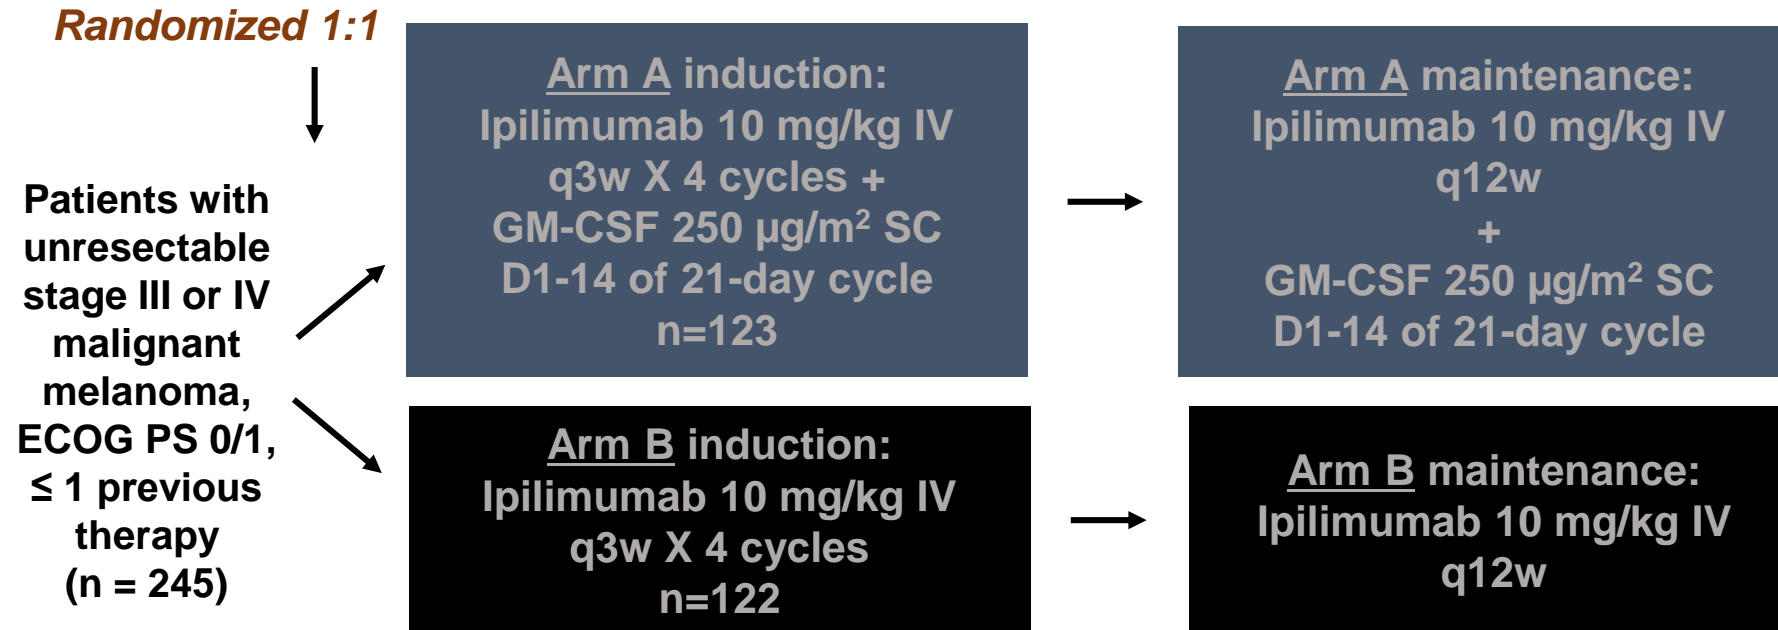 Randomized 1:1
Patients with
unresectable
stage III or IV
malignant
melanoma,
ECOG PS 0/1,
≤ 1 previous
therapy
(n = 245)
Arm A induction:
Ipilimumab 10 mg/kg IV
q3w X 4 cycles +
GM-CSF 250 µg/m² SC
D1-14 of 21-day cycle
n=123
Arm A maintenance:
Ipilimumab 10 mg/kg IV
q12w
+
GM-CSF 250 µg/m² SC
D1-14 of 21-day cycle
Arm B induction:
Ipilimumab 10 mg/kg IV
q3w X 4 cycles
n=122
Arm B maintenance:
Ipilimumab 10 mg/kg IV
q12w